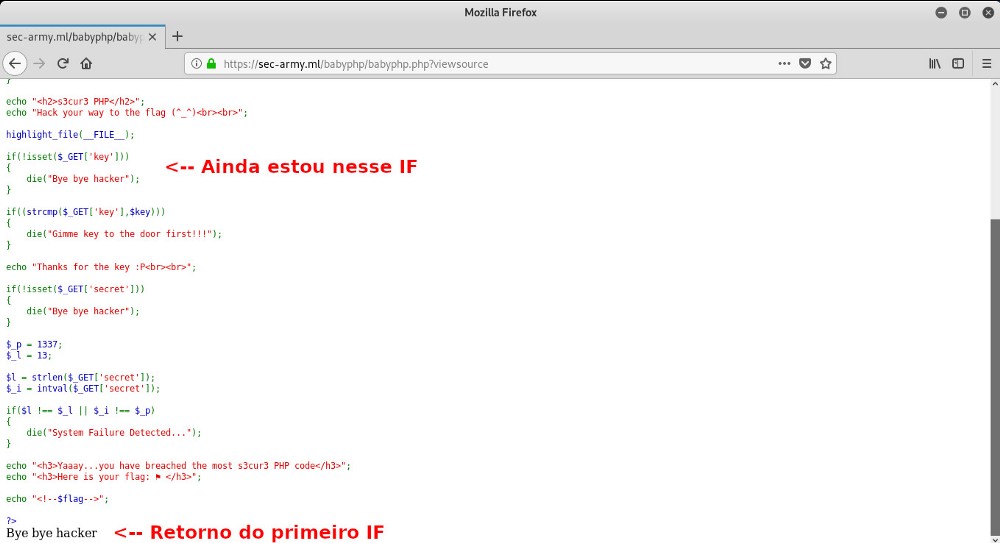 Mozilla Firefox
sec-army.ml/babyphp/baby
https://sec-army.ml/babyphp/babyphp.php?viewsource
}
echo "<h2>s3cur3 PHP</h2>";
echo "Hack your way to the flag (^_^)<br><br>";
highlight_file(__FILE__);
if(!isset($_GET['key']))
{
    die("Bye bye hacker");
}
<-- Ainda estou nesse IF
if((strcmp($_GET['key'],$key)))
{
    die("Gimme key to the door first!!!");
}
echo "Thanks for the key :P<br><br>";
if(!isset($_GET['secret']))
{
    die("Bye bye hacker");
}
$_p = 1337;
$_l = 13;
$l = strlen($_GET['secret']);
$_i = intval($_GET['secret']);
if($l !== $_l || $_i !== $_p)
{
    die("System Failure Detected...");
}
echo "<h3>Yaaay...you have breached the most s3cur3 PHP code</h3>";
echo "<h3>Here is your flag: ⚑ </h3>";
echo "<!--$flag-->";
?>
Bye bye hacker <-- Retorno do primeiro IF